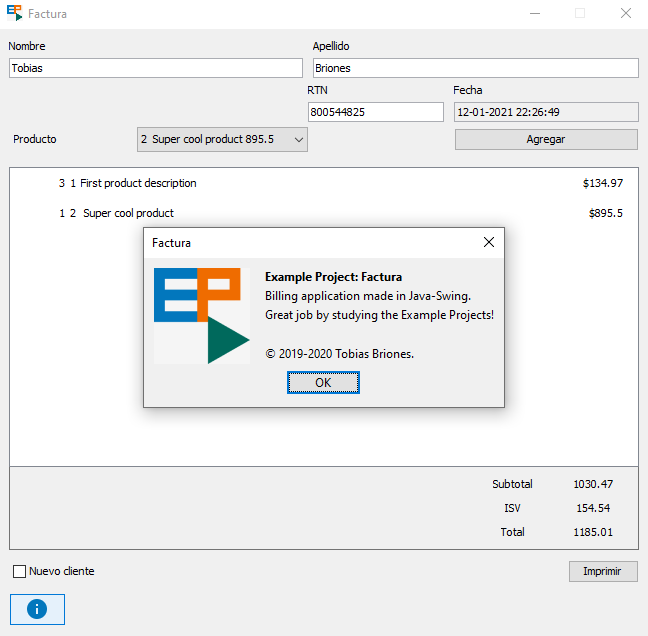 Factura
Nombre
Apellido
Tobias
Briones
RTN
Fecha
800544825
12-01-2021 22:26:49
Producto
2 Super cool product 895.5
Agregar
3 1 First product description $134.97
1 2 Super cool product $895.5
Factura
EP
Example Project: Factura
Billing application made in Java-Swing.
Great job by studying the Example Projects!
© 2019-2020 Tobias Briones.
OK
Subtotal 1030.47
ISV 154.54
Total 1185.01
Nuevo cliente
Imprimir
i